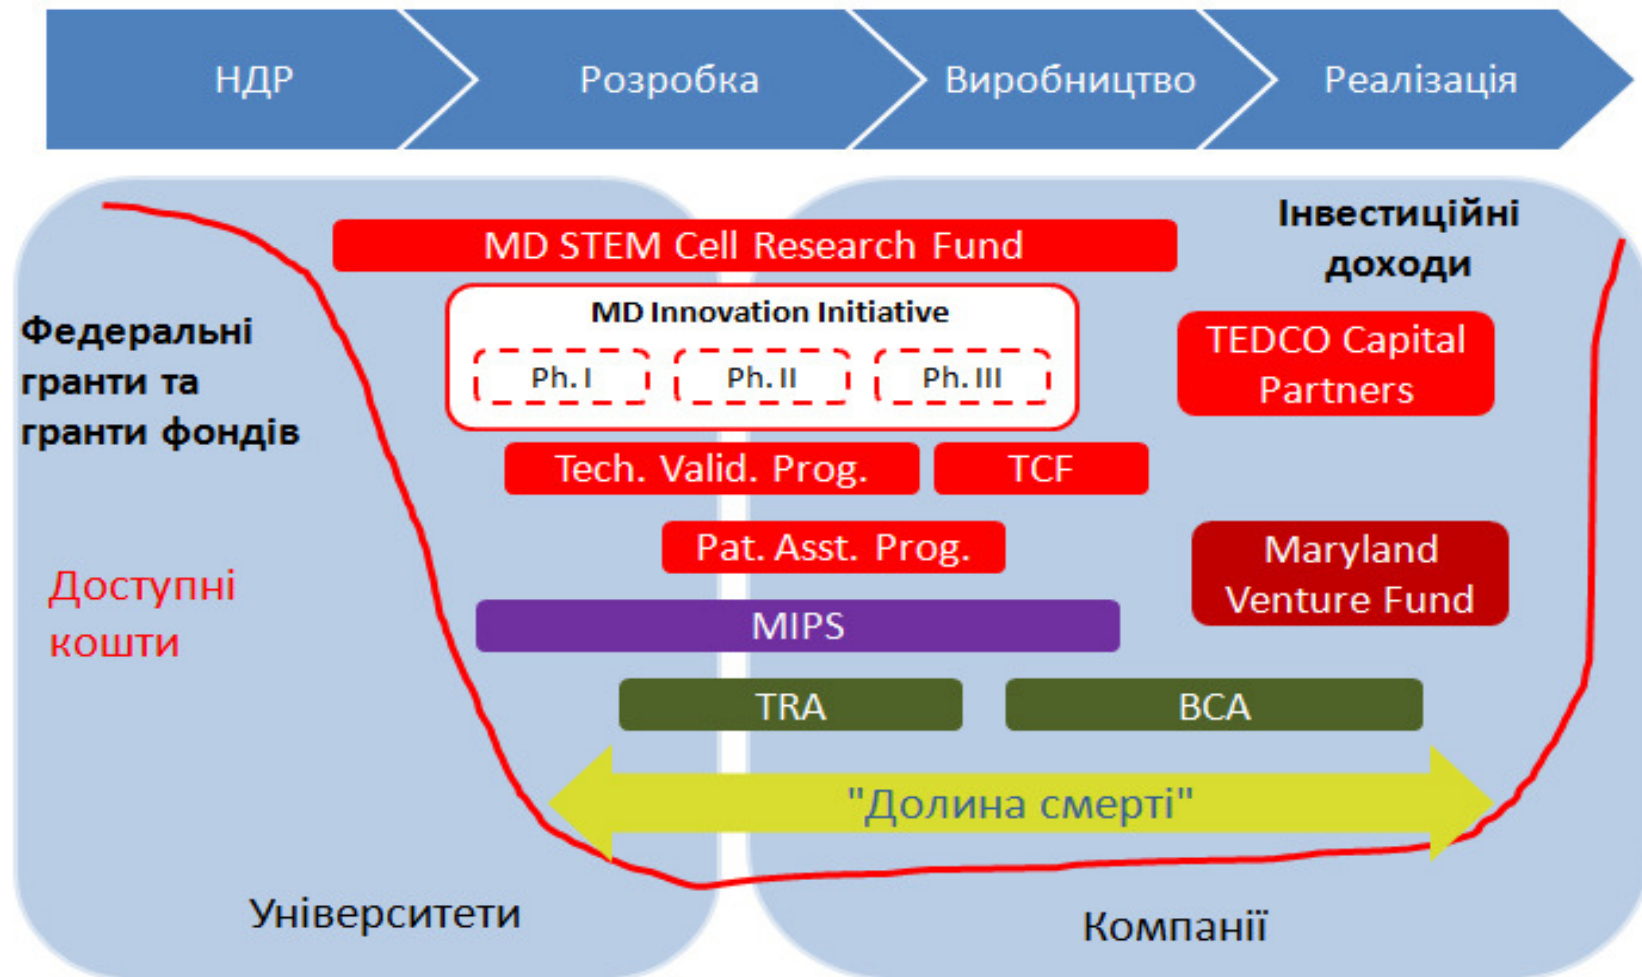 НДР
Розробка
Виробництво
Реалізація
MD STEM Cell Research Fund
Інвестиційні
доходи
MD Innovation Initiative
Ph. I
Ph. II
Ph. III
Федеральні
гранти та
гранти фондів
TEDCO Capital
Partners
Tech. Valid. Prog.
TCF
Pat. Asst. Prog.
Maryland
Venture Fund
Доступні
кошти
MIPS
TRA
BCA
"Долина смерті"
Університети
Компанії